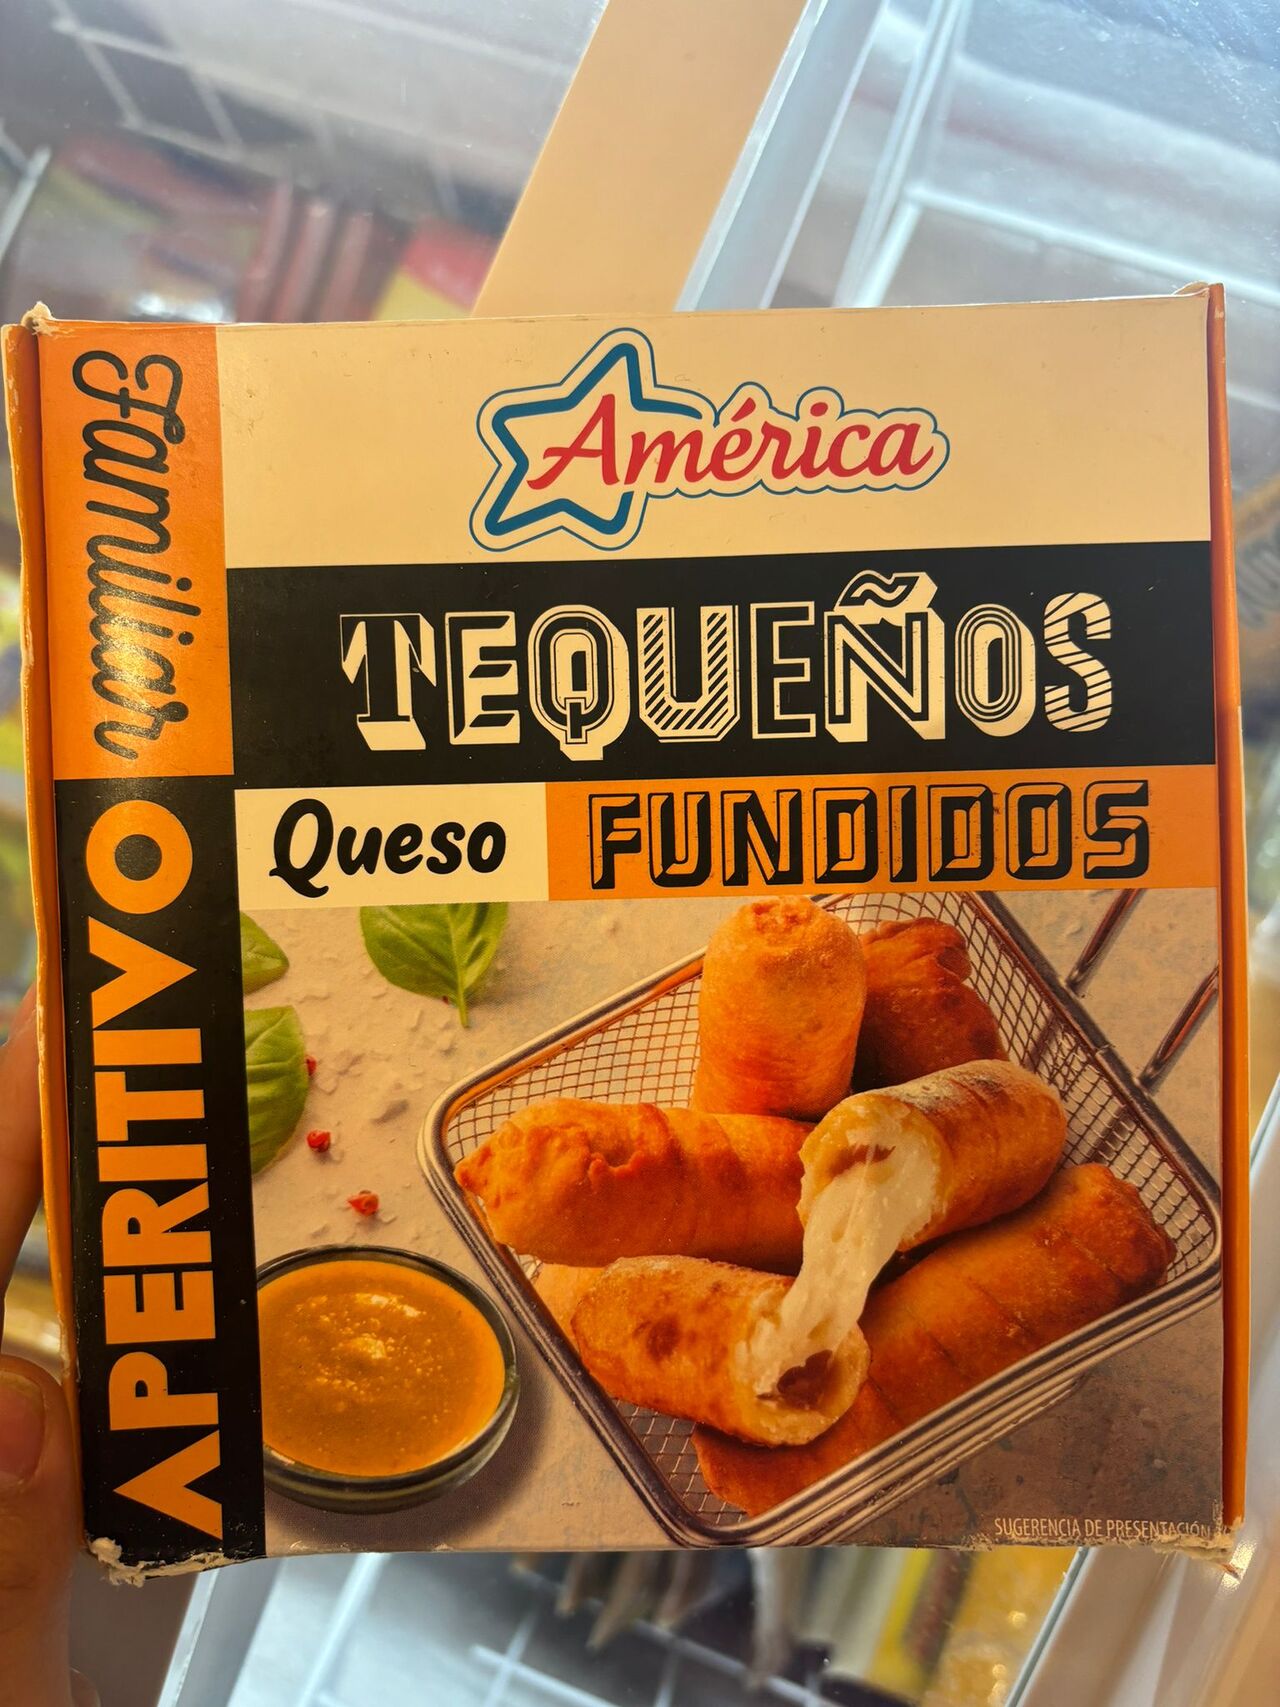 América
TEQUEÑOS
Queso FUNDIDOS
Familiar
APERITIVO
SUGERENCIA DE PRESENTACIÓN